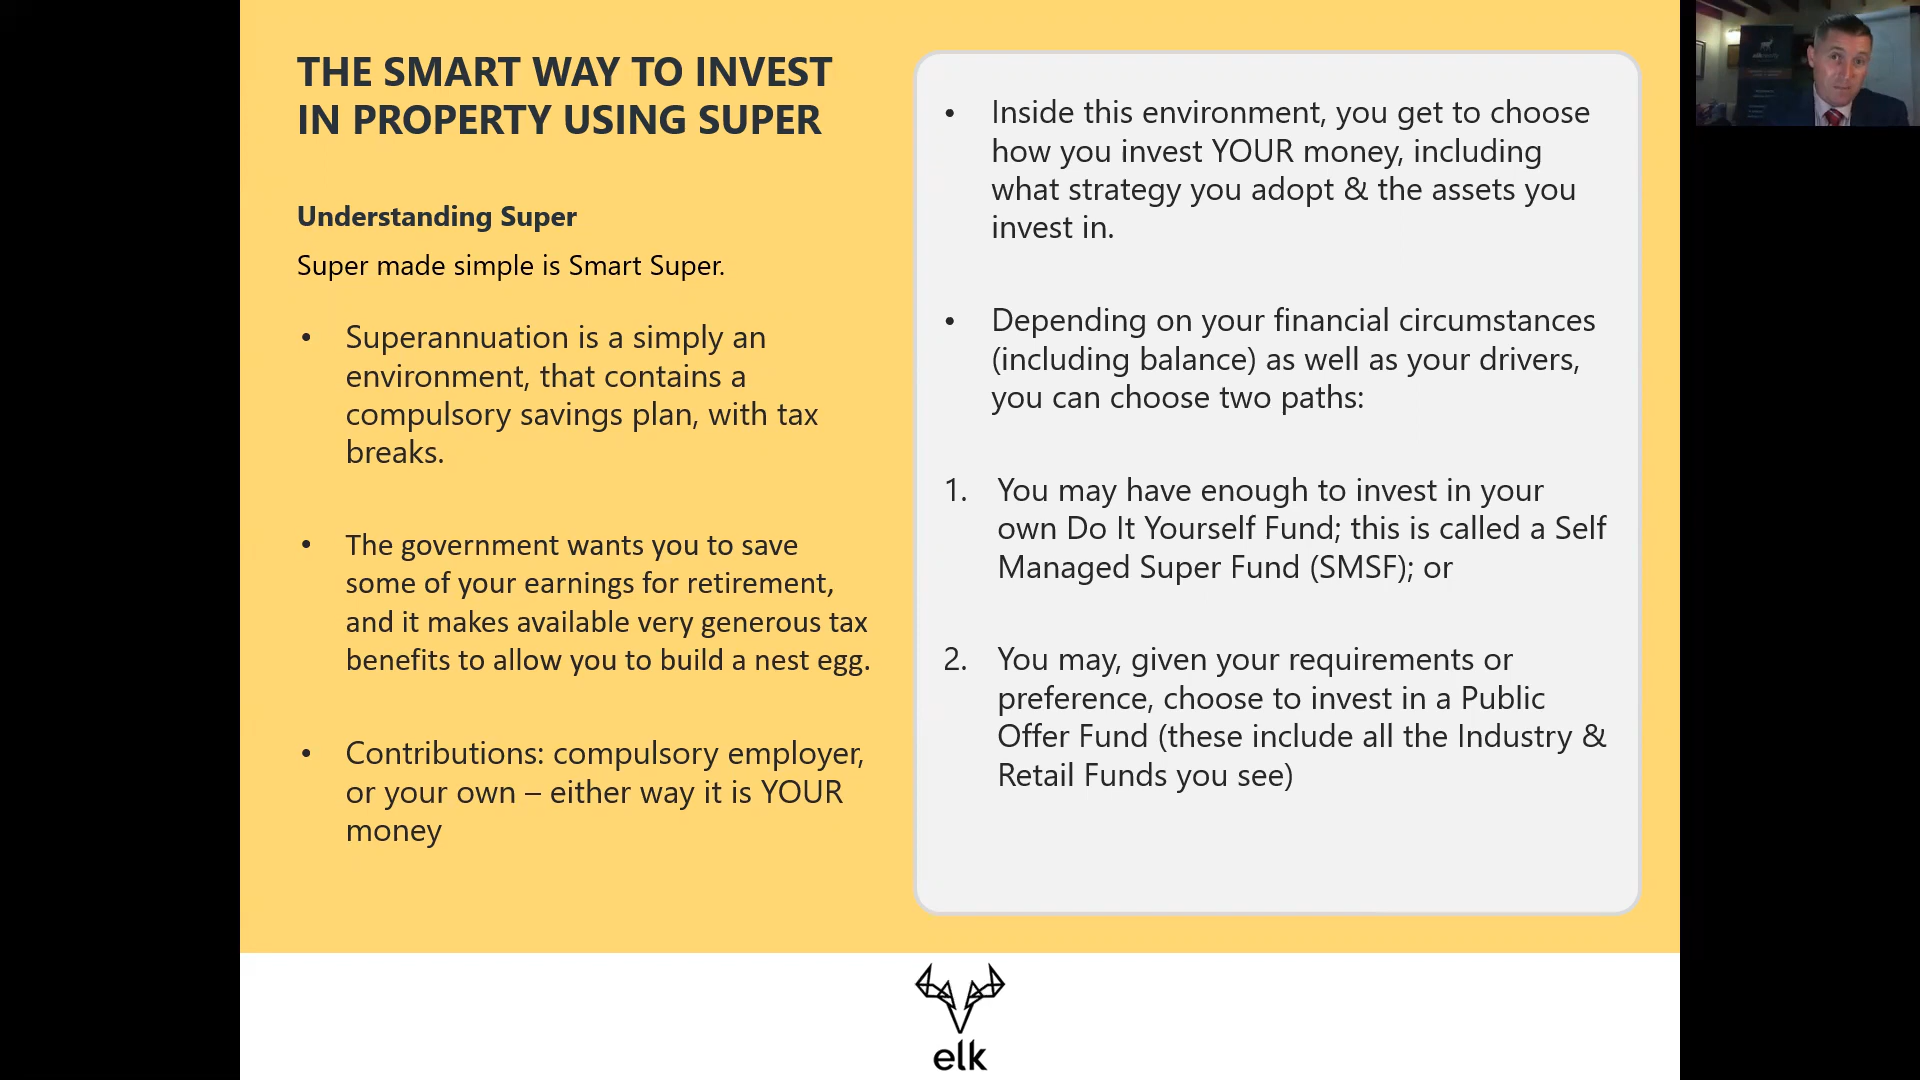 THE SMART WAY TO INVEST
IN PROPERTY USING SUPER
Understanding Super
Super made simple is Smart Super.
• Superannuation is a simply an
environment, that contains a
compulsory savings plan, with tax
breaks.
• The government wants you to save
some of your earnings for retirement,
and it makes available very generous tax
benefits to allow you to build a nest egg.
• Contributions: compulsory employer,
or your own – either way it is YOUR
money
• Inside this environment, you get to choose
how you invest YOUR money, including
what strategy you adopt & the assets you
invest in.
• Depending on your financial circumstances
(including balance) as well as your drivers,
you can choose two paths:
1. You may have enough to invest in your
own Do It Yourself Fund; this is called a Self
Managed Super Fund (SMSF); or
2. You may, given your requirements or
preference, choose to invest in a Public
Offer Fund (these include all the Industry &
Retail Funds you see)
elk